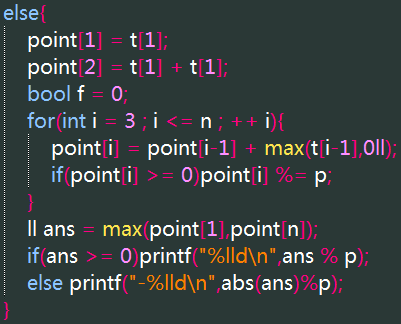 else{
    point[1] = t[1];
    point[2] = t[1] + t[1];
    bool f = 0;
    for(int i = 3 ; i <= n ; ++ i){
        point[i] = point[i-1] + max(t[i-1],0ll);
        if(point[i] >= 0)point[i] %= p;
    }
    ll ans = max(point[1],point[n]);
    if(ans >= 0)printf("%lld\n",ans % p);
    else printf("-%lld\n",abs(ans)%p);
}